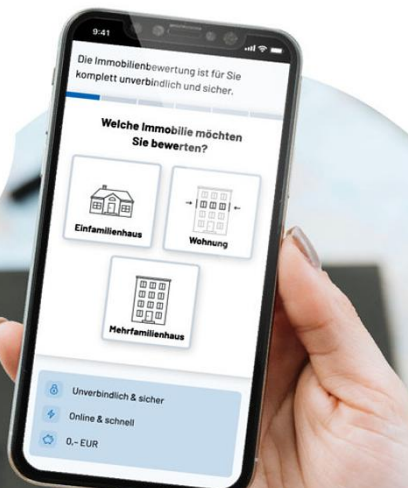 9:41
Die Immobilienbewertung ist für Sie
komplett unverbindlich und sicher.
Welche Immobilie möchten
Sie bewerten?
Einfamilienhaus
Wohnung
Mehrfamilienhaus
Unverbindlich & sicher
Online & schnell
0,- EUR